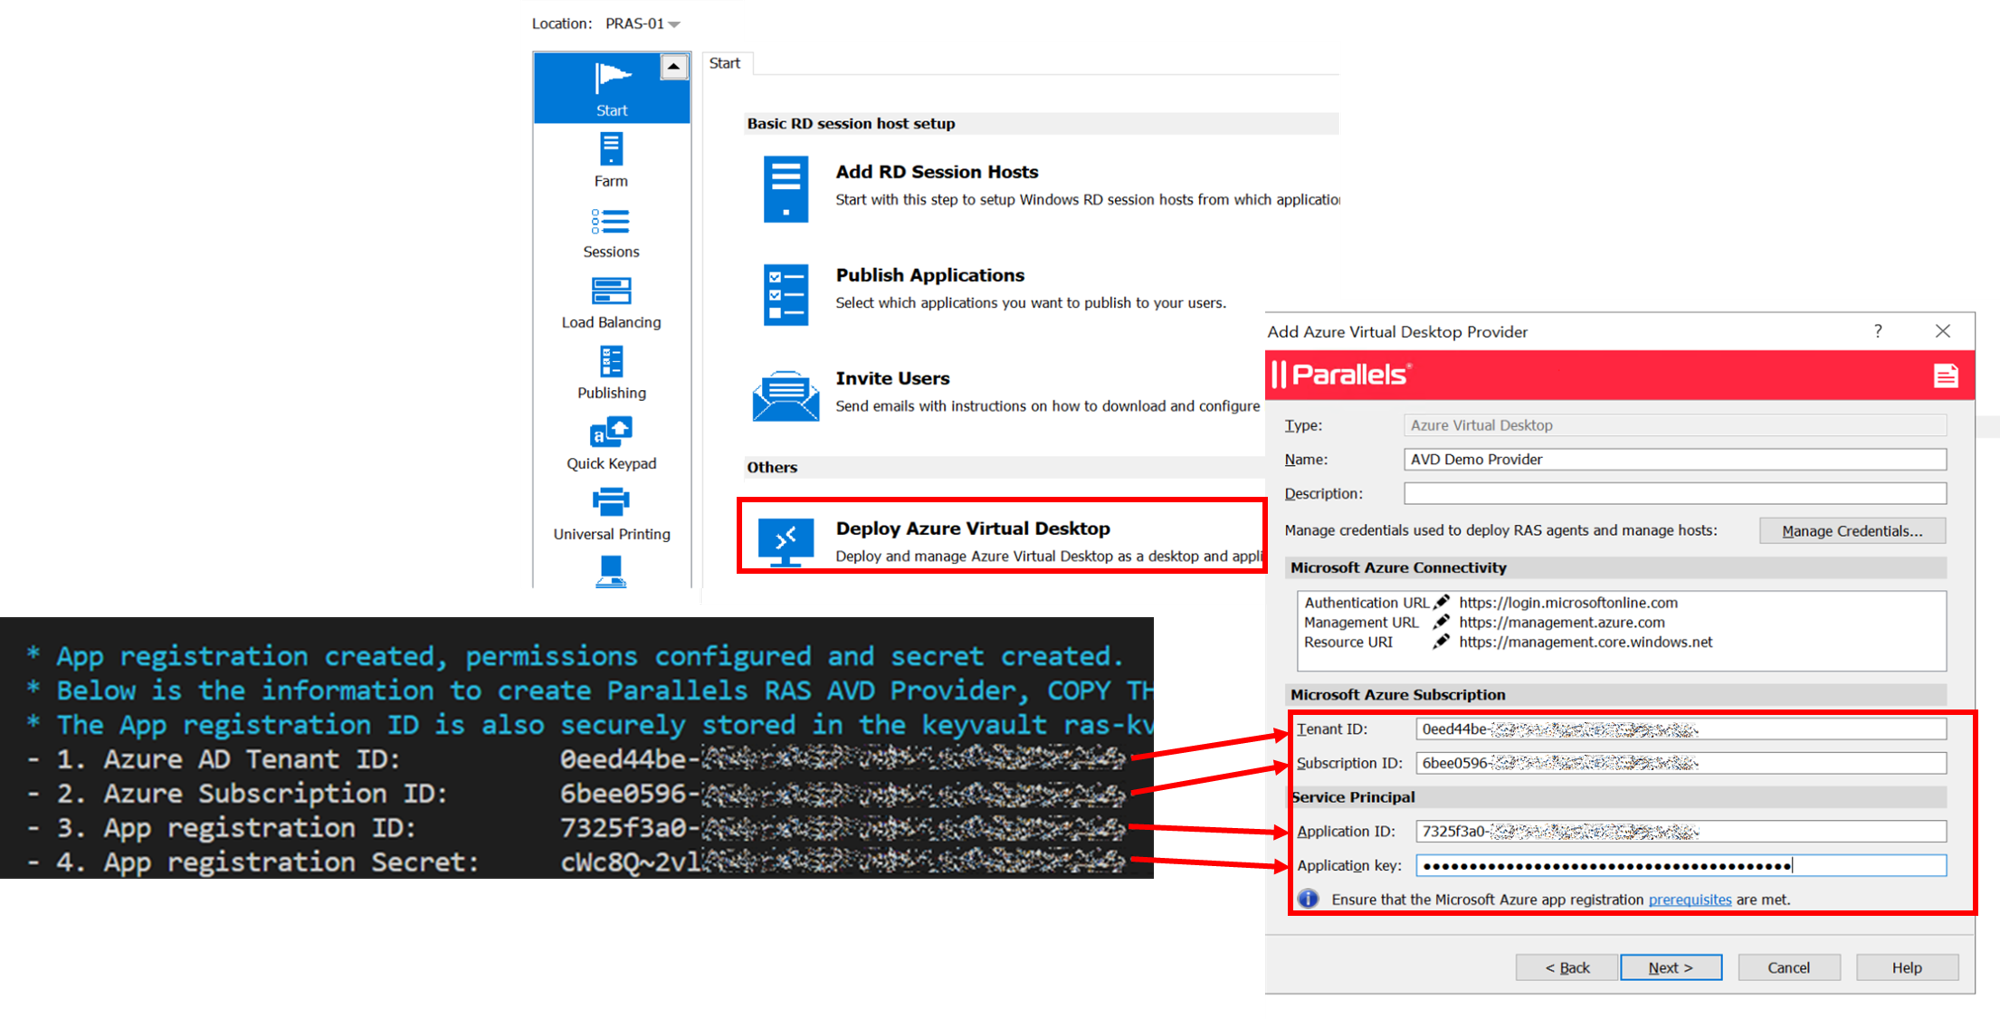 Location: PRAS-01
Start
Farm
Sessions
Load Balancing
Publishing
a
Quick Keypad
Universal Printing
Start
Basic RD session host setup
Add RD Session Hosts
Start with this step to setup Windows RD session hosts from which
Publish Applications
Select which applications you want to publish to your users.
Invite Users
Send emails with instructions on how to download and configure
Others
Deploy Azure Virtual Desktop
Deploy and manage Azure Virtual Desktop as a desktop and
* App registration created, permissions configured and secret created.
* Below is the information to create Parallels RAS AVD Provider, COPY TH
* The App registration ID is also securely stored in the keyvault ras-kv
- 1. Azure AD Tenant ID: 0eed44be-
- 2. Azure Subscription ID: 6bee0596-
- 3. App registration ID: 7325f3a0-
- 4. App registration Secret: cWc8Q~2vl
Add Azure Virtual Desktop Provider ?
Parallels®
Type: Azure Virtual Desktop
Name: AVD Demo Provider
Description:
Manage credentials used to deploy RAS agents and manage hosts: Manage Credentials...
Microsoft Azure Connectivity
Authentication URL https://login.microsoftonline.com
Management URL https://management.azure.com
Resource URI https://management.core.windows.net
Microsoft Azure Subscription
Tenant ID: 0eed44be-
Subscription ID: 6bee0596-
Service Principal
Application ID: 7325f3a0-
Application key: ●●●●●●●●●●●●●●●●●●●●●●●●●●●●●●●●●●●●●●●●
Ensure that the Microsoft Azure app registration prerequisites are met.
< Back Next > Cancel Help